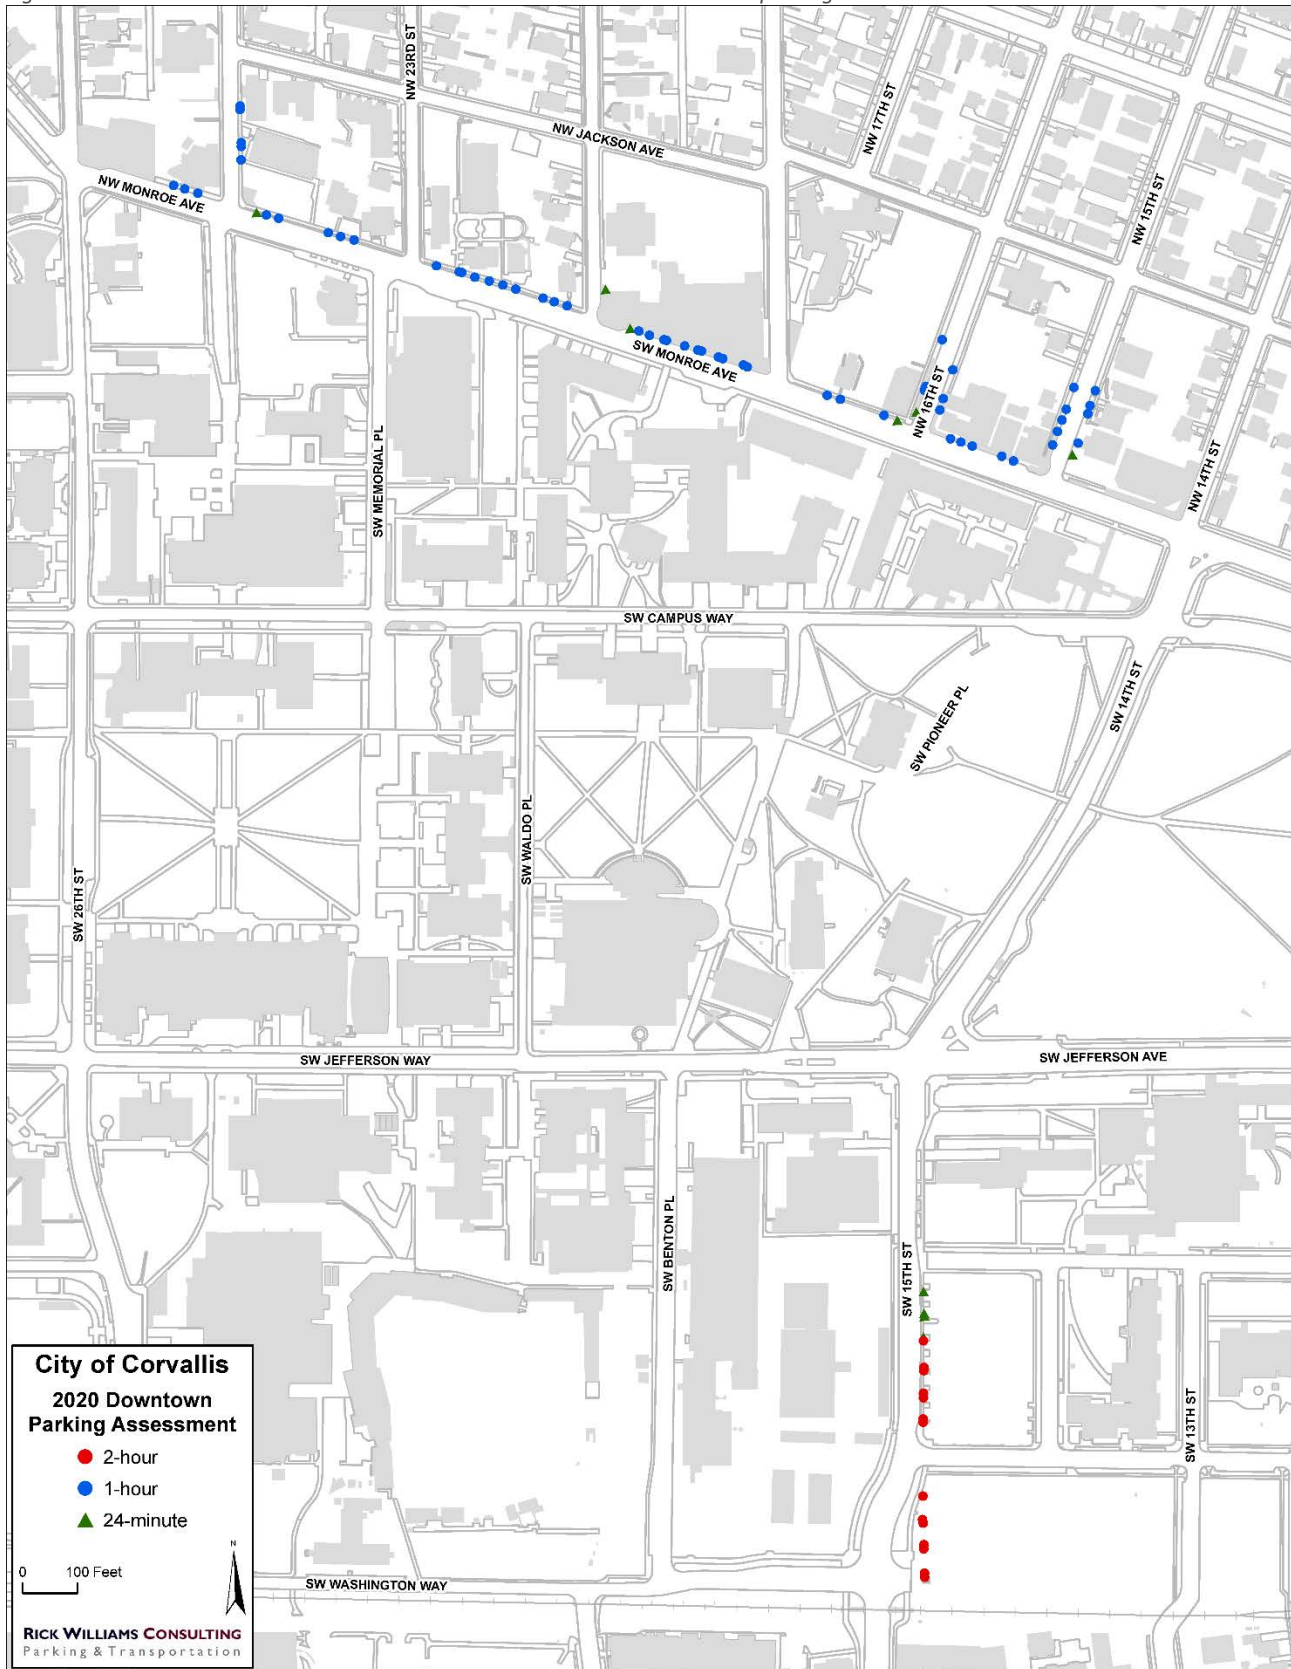 NW 23RD ST
NW JACKSON AVE
NW 17TH ST
NW 15TH ST
NW MONROE AVE
SW MONROE AVE
NW 16TH ST
NW 14TH ST
SW MEMORIAL PL
SW CAMPUS WAY
SW PIONEER PL
SW 14TH ST
SW WALDO PL
SW 26TH ST
SW JEFFERSON WAY
SW JEFFERSON AVE
SW BENTON PL
SW 15TH ST
SW 13TH ST
SW WASHINGTON WAY
City of Corvallis
2020 Downtown
Parking Assessment
2-hour
1-hour
24-minute
N
0 100 Feet
RICK WILLIAMS CONSULTING
Parking & Transportation